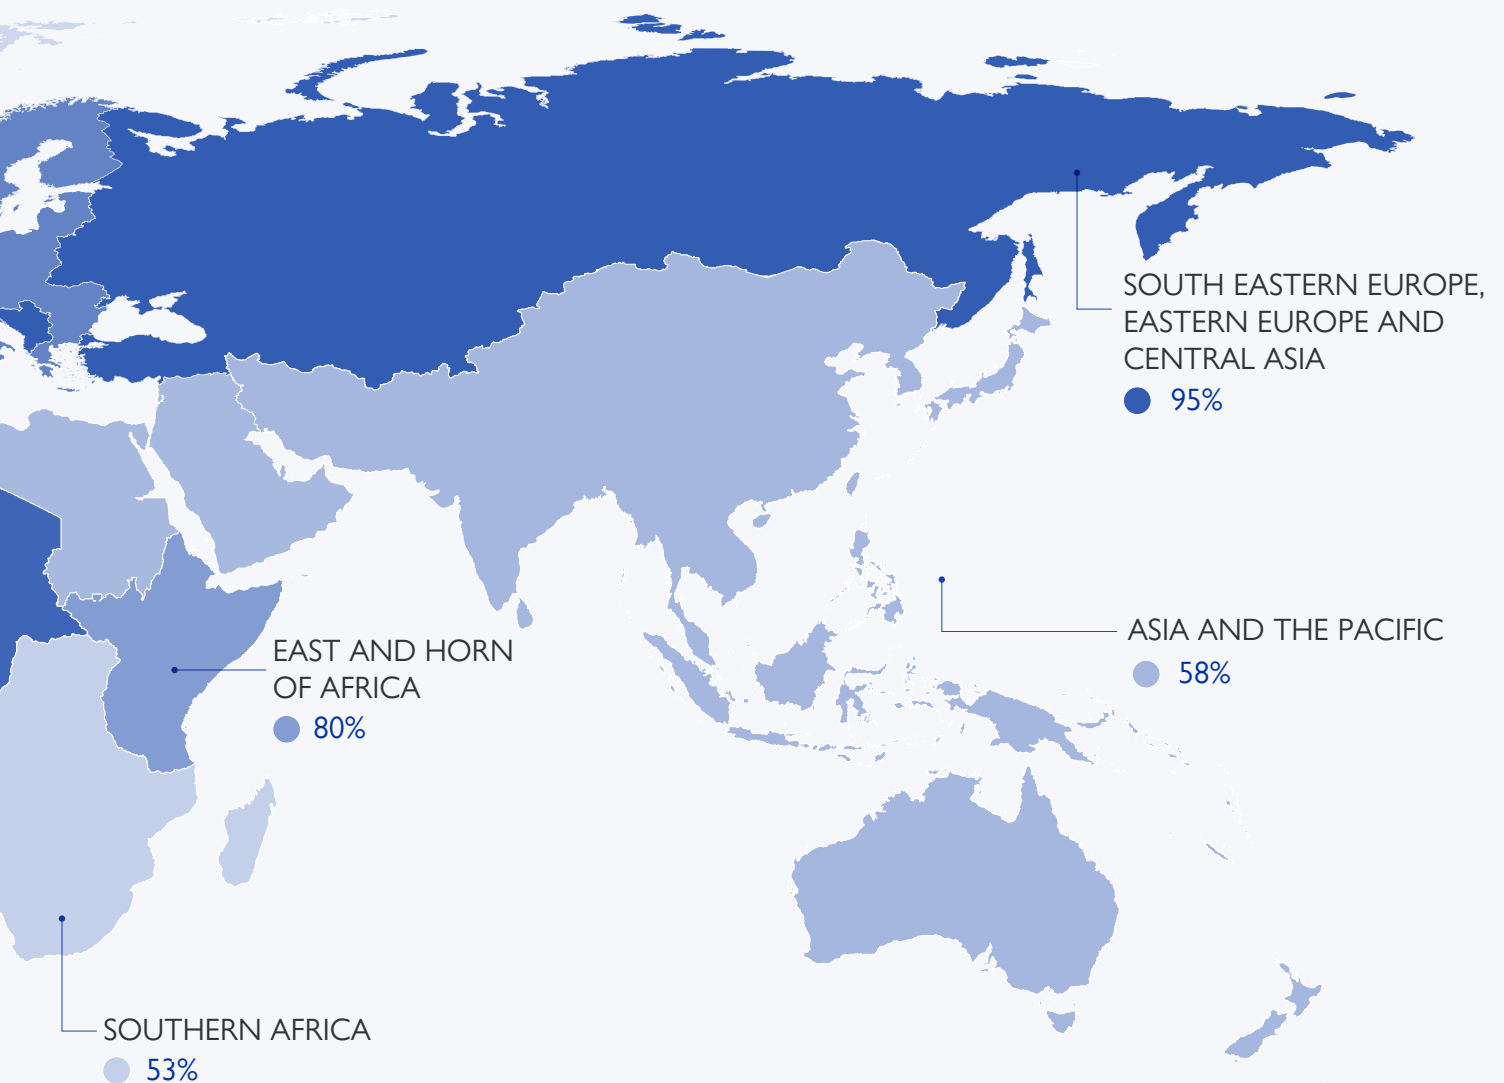 SOUTH EASTERN EUROPE,
EASTERN EUROPE AND
CENTRAL ASIA
95%
ASIA AND THE PACIFIC
58%
EAST AND HORN
OF AFRICA
80%
SOUTHERN AFRICA
53%